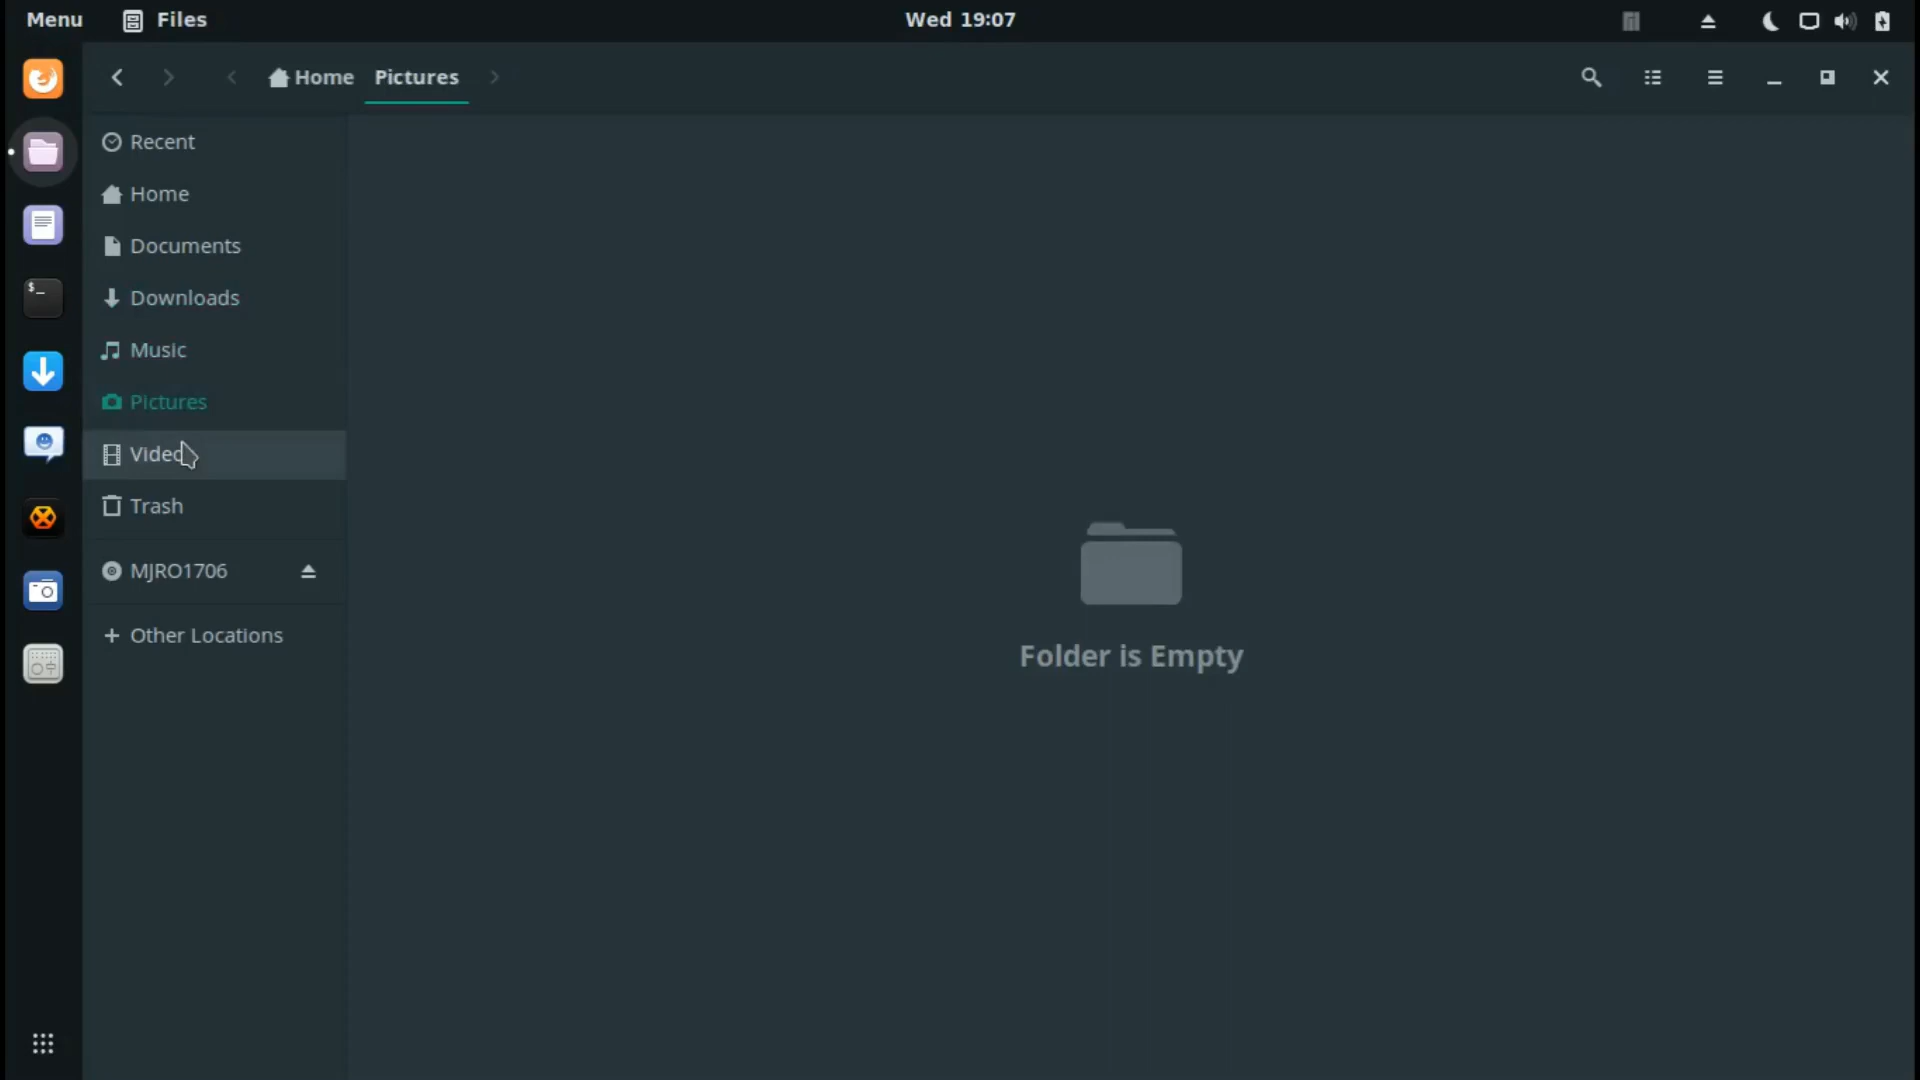 Menu Files Wed 19:07
Home Pictures
Recent
Home
Documents
Downloads
Music
Pictures
Video
Trash
MJRO1706
Other Locations
Folder is Empty
$_